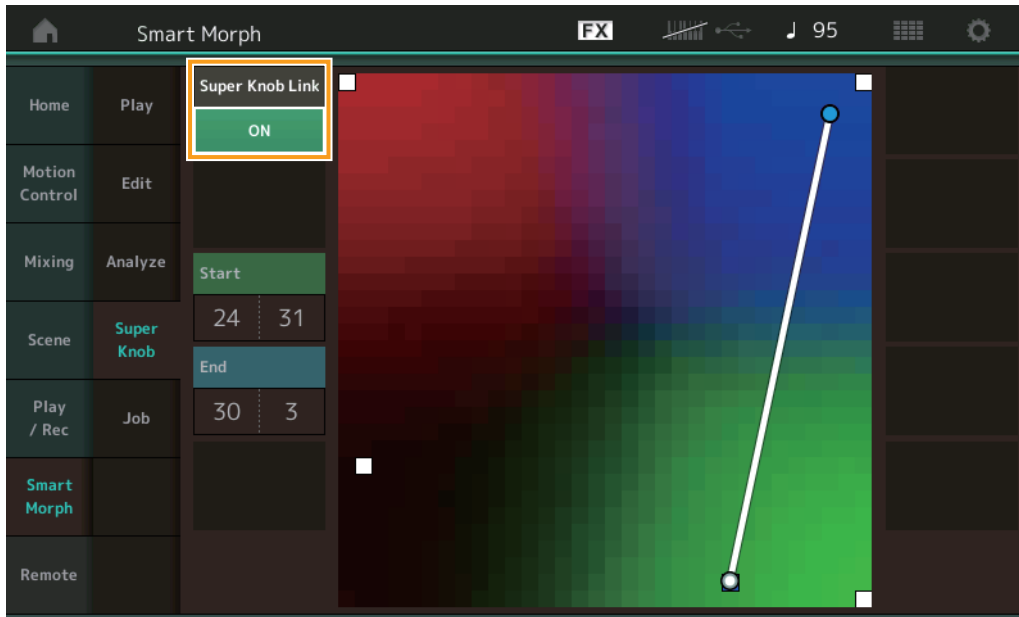 Smart Morph
FX
♩ 95
Home
Motion
Control
Mixing
Scene
Play
/ Rec
Smart
Morph
Remote
Play
Edit
Analyze
Super
Knob
Job
Super Knob Link
ON
Start
24 31
End
30 3